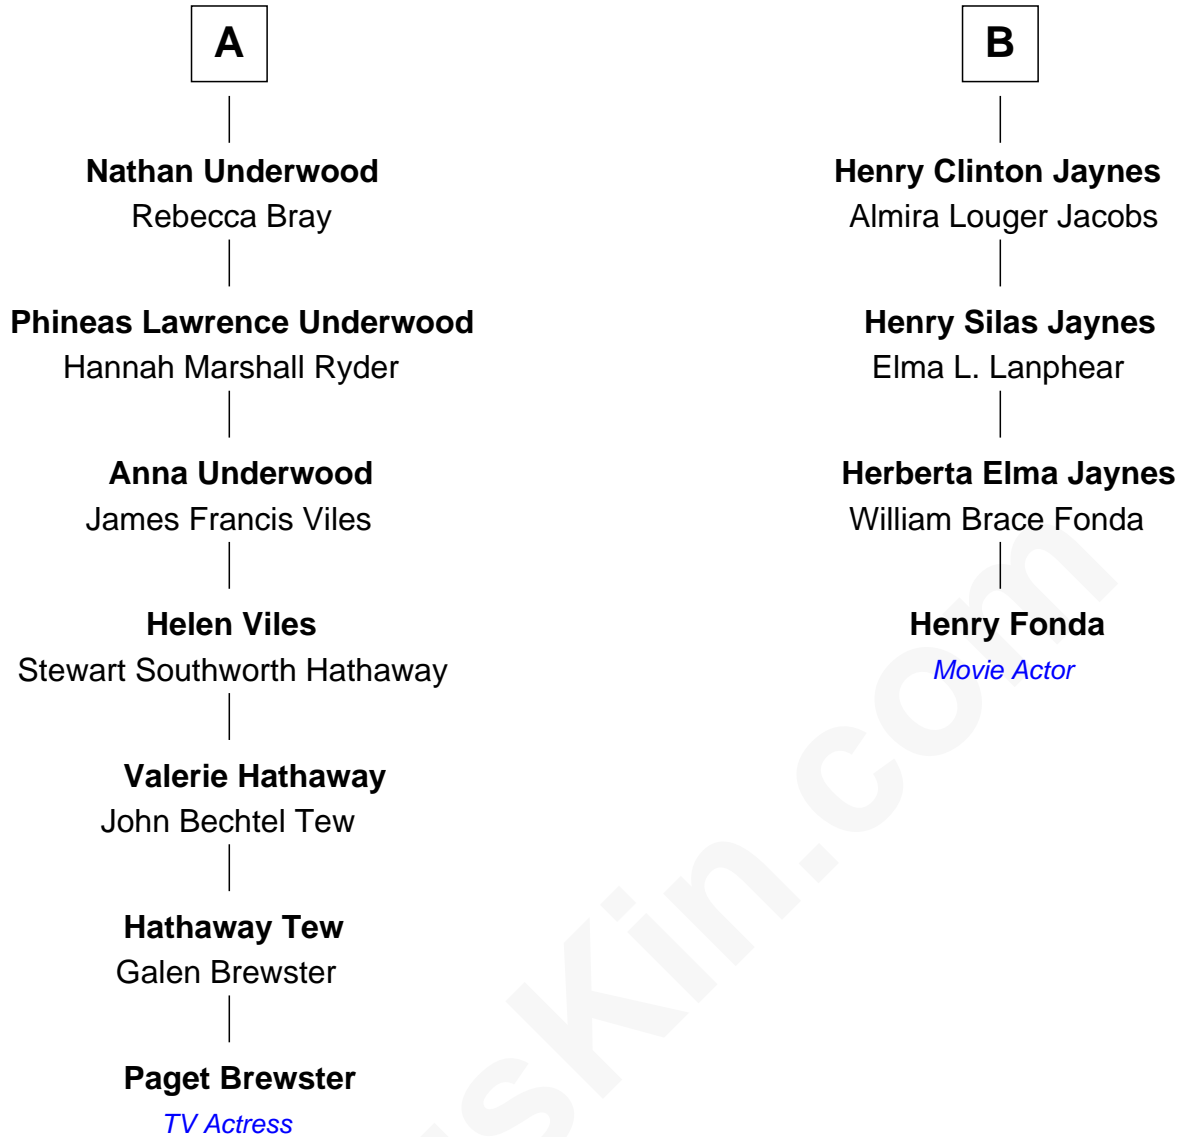 A
Nathan Underwood
Rebecca Bray
Phineas Lawrence Underwood
Hannah Marshall Ryder
Anna Underwood
James Francis Viles
Helen Viles
Stewart Southworth Hathaway
Valerie Hathaway
John Bechtel Tew
Hathaway Tew
Galen Brewster
Paget Brewster
TV Actress
B
Henry Clinton Jaynes
Almira Louger Jacobs
Henry Silas Jaynes
Elma L. Lanphear
Herberta Elma Jaynes
William Brace Fonda
Henry Fonda
Movie Actor